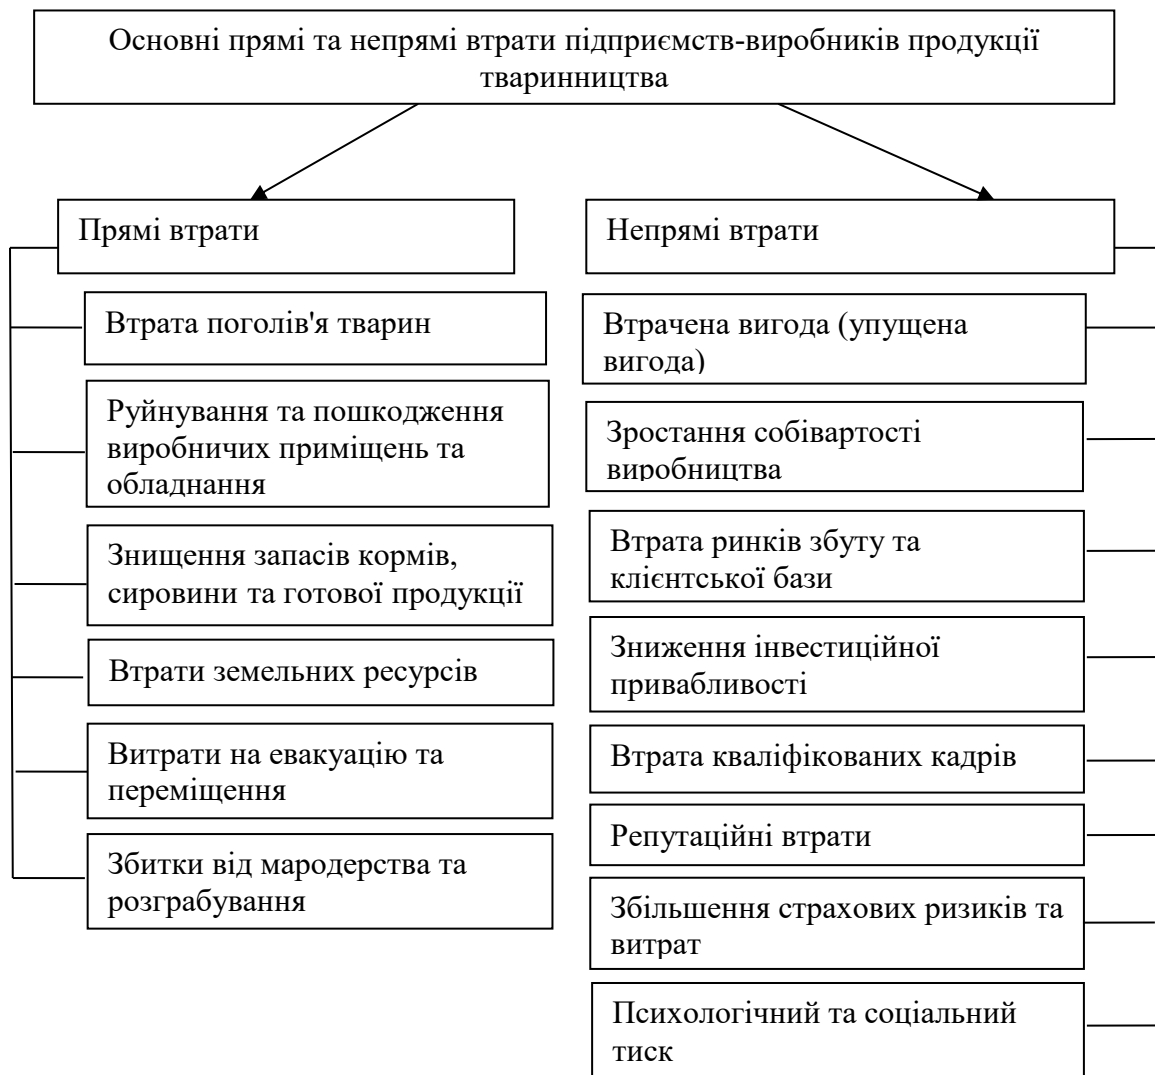 Основні прямі та непрямі втрати підприємств-виробників продукції
тваринництва
Прямі втрати
Втрата поголів'я тварин
Руйнування та пошкодження
виробничих приміщень та
обладнання
Знищення запасів кормів,
сировини та готової продукції
Втрати земельних ресурсів
Витрати на евакуацію та
переміщення
Збитки від мародерства та
розграбування
Непрямі втрати
Втрачена вигода (упущена
вигода)
Зростання собівартості
виробництва
Втрата ринків збуту та
клієнтської бази
Зниження інвестиційної
привабливості
Втрата кваліфікованих кадрів
Репутаційні втрати
Збільшення страхових ризиків та
витрат
Психологічний та соціальний
тиск